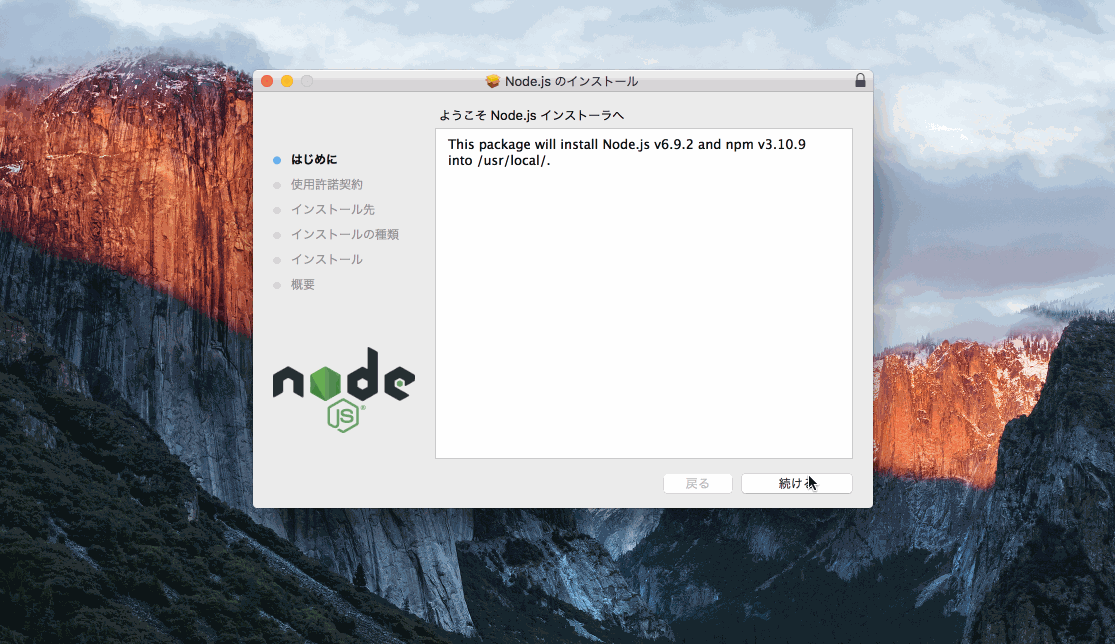 Node.js のインストール
ようこそ Node.js インストーラへ
This package will install Node.js v6.9.2 and npm v3.10.9
into /usr/local/.
はじめに
使用許諾契約
インストール先
インストールの種類
インストール
概要
node
JS
戻る
続ける